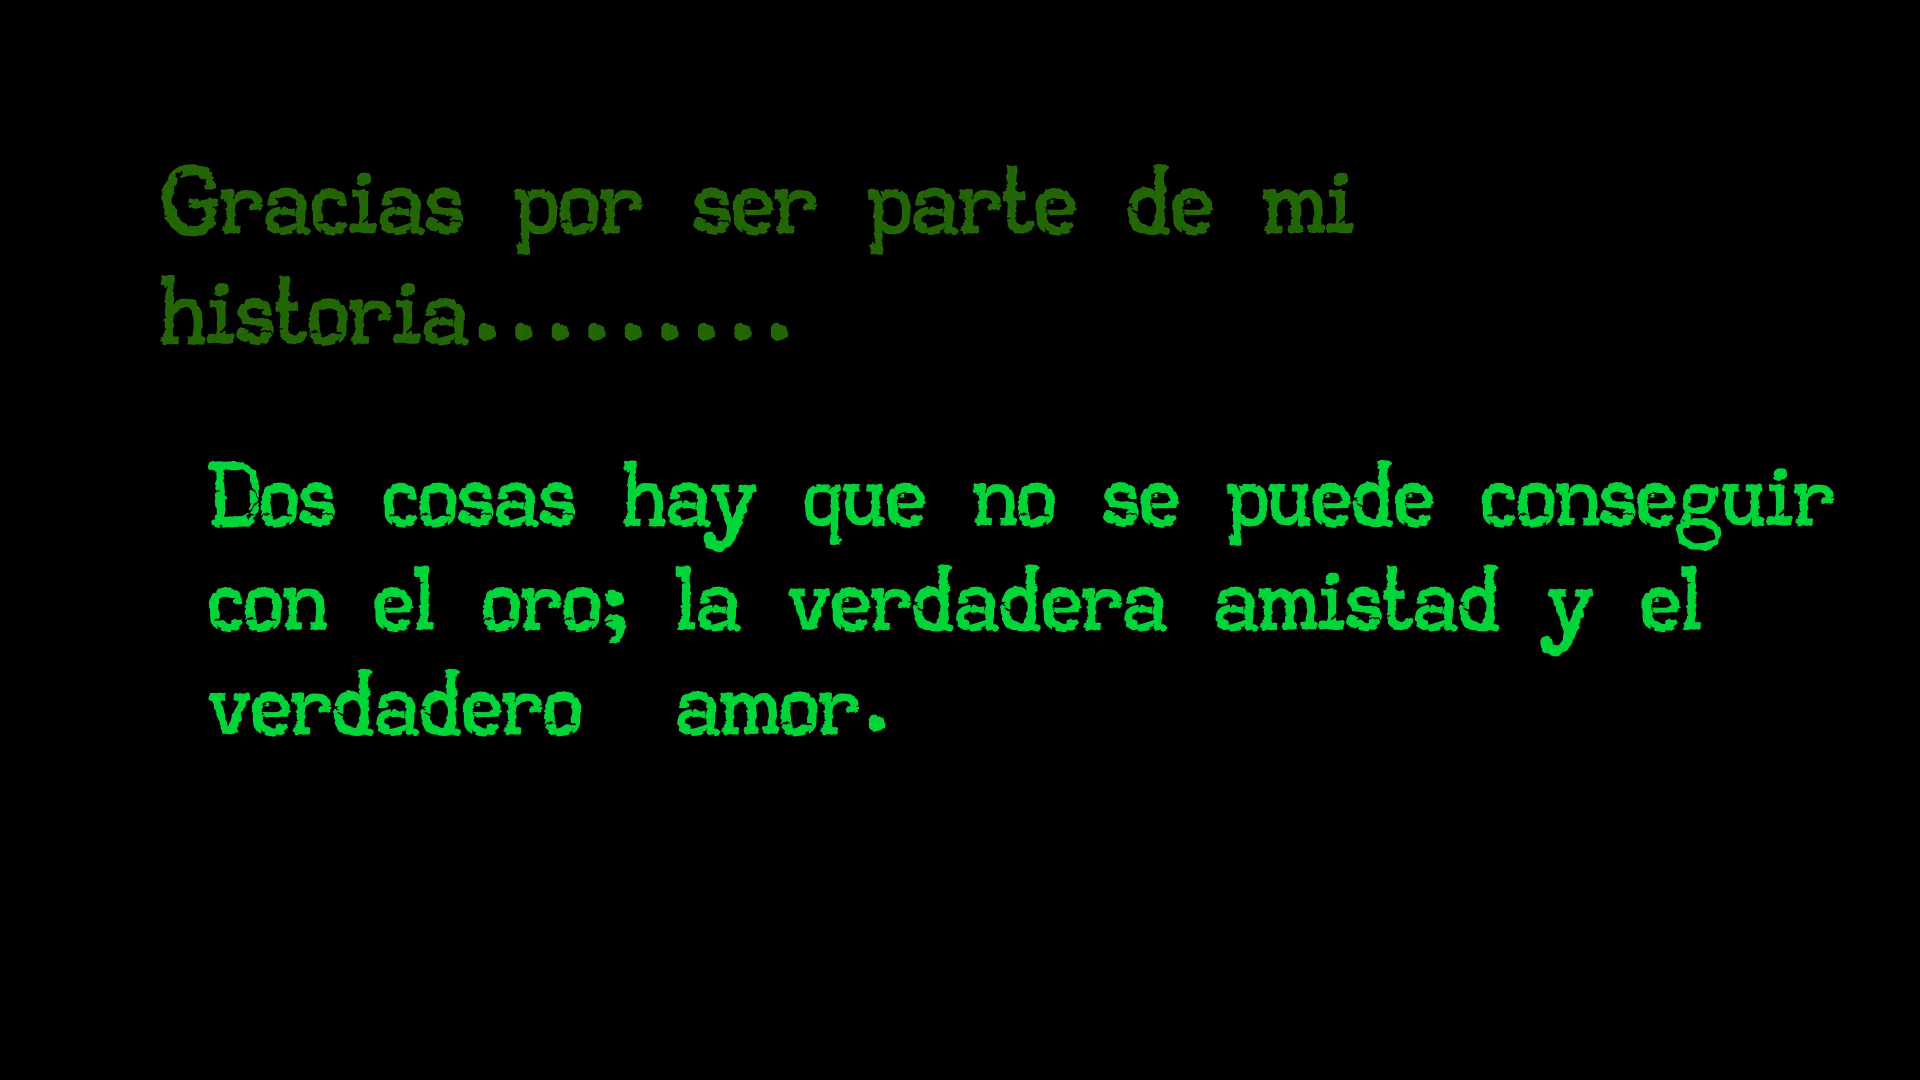 Gracias por ser parte de mi
historia.........
Dos cosas hay que no se puede conseguir
con el oro; la verdadera amistad y el
verdadero amor.